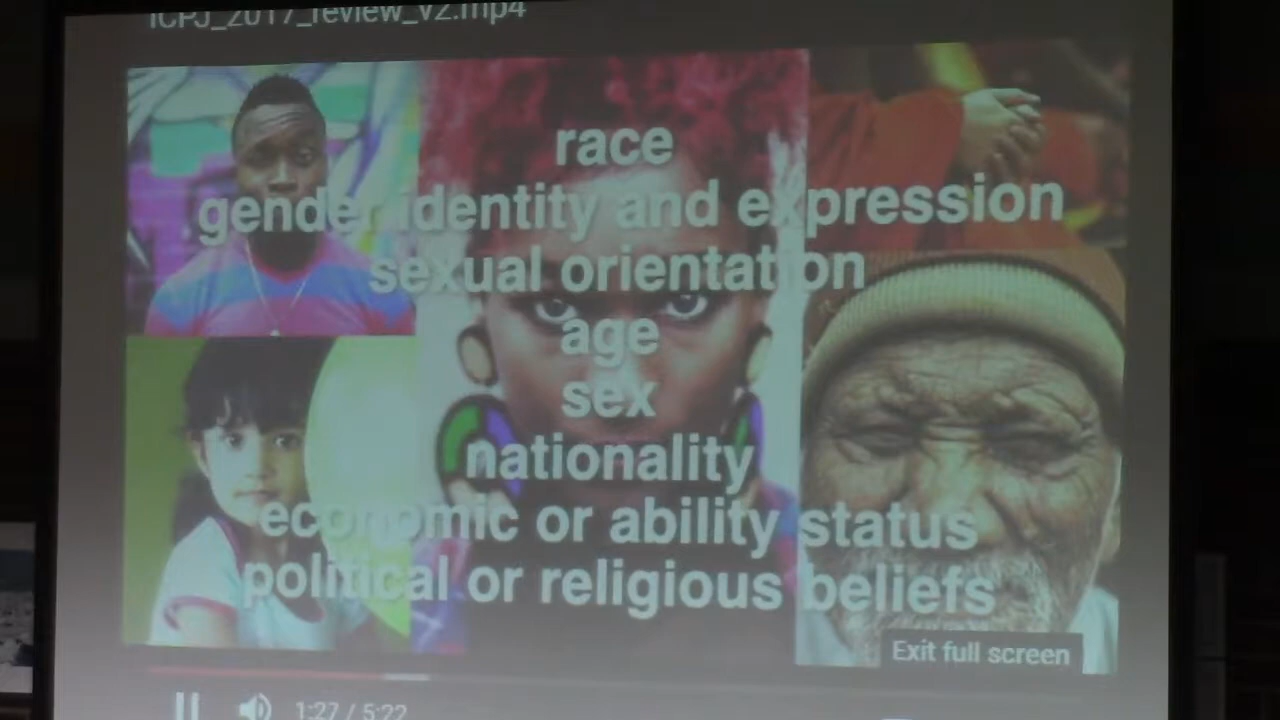 ICPJ_2017_review_v2.mp4
race
gender identity and expression
sexual orientation
age
sex
nationality
economic or ability status
political or religious beliefs
Exit full screen
1:27 / 5:22